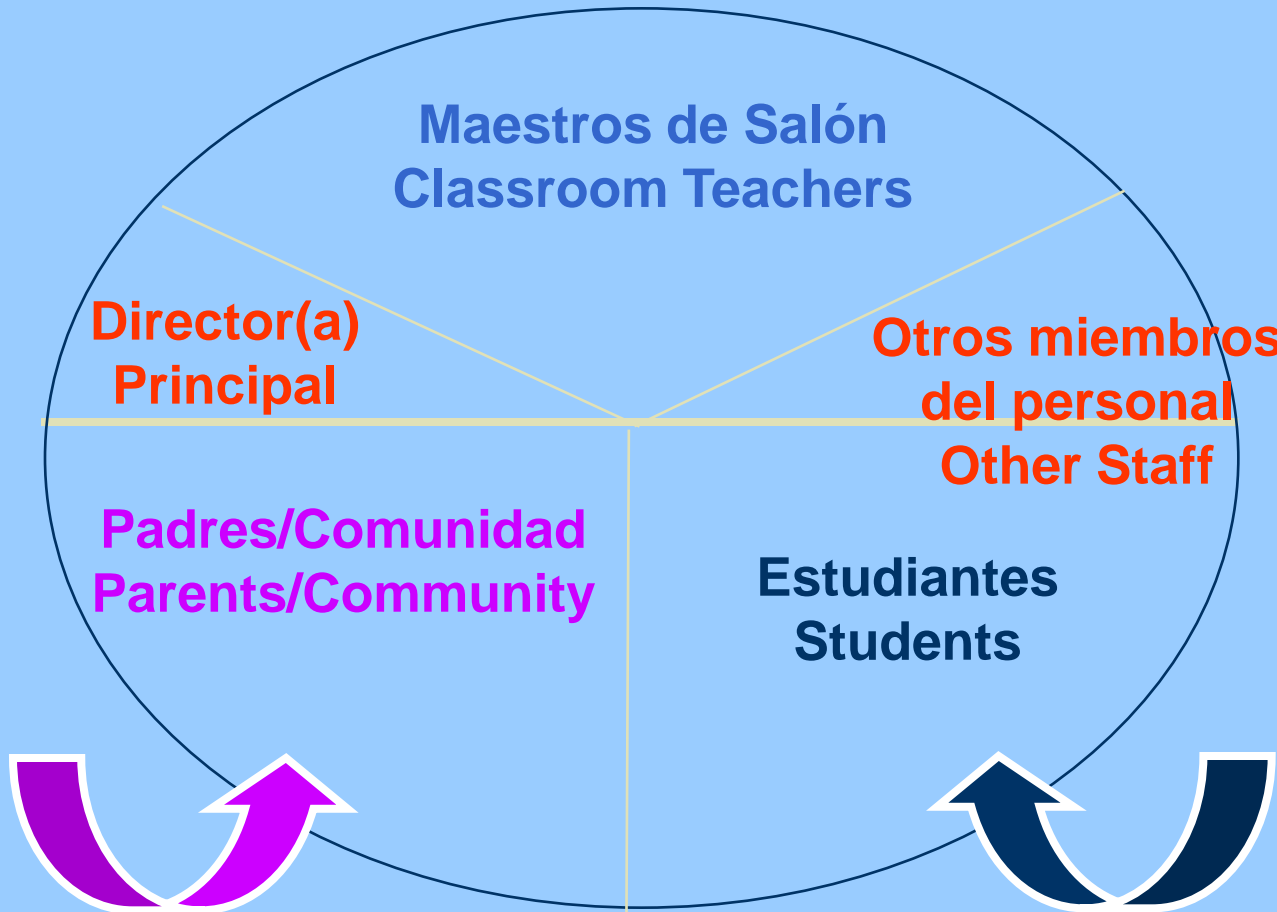 Maestros de Salón
Classroom Teachers
Director(a)
Principal
Otros miembros
del personal
Other Staff
Padres/Comunidad
Parents/Community
Estudiantes
Students